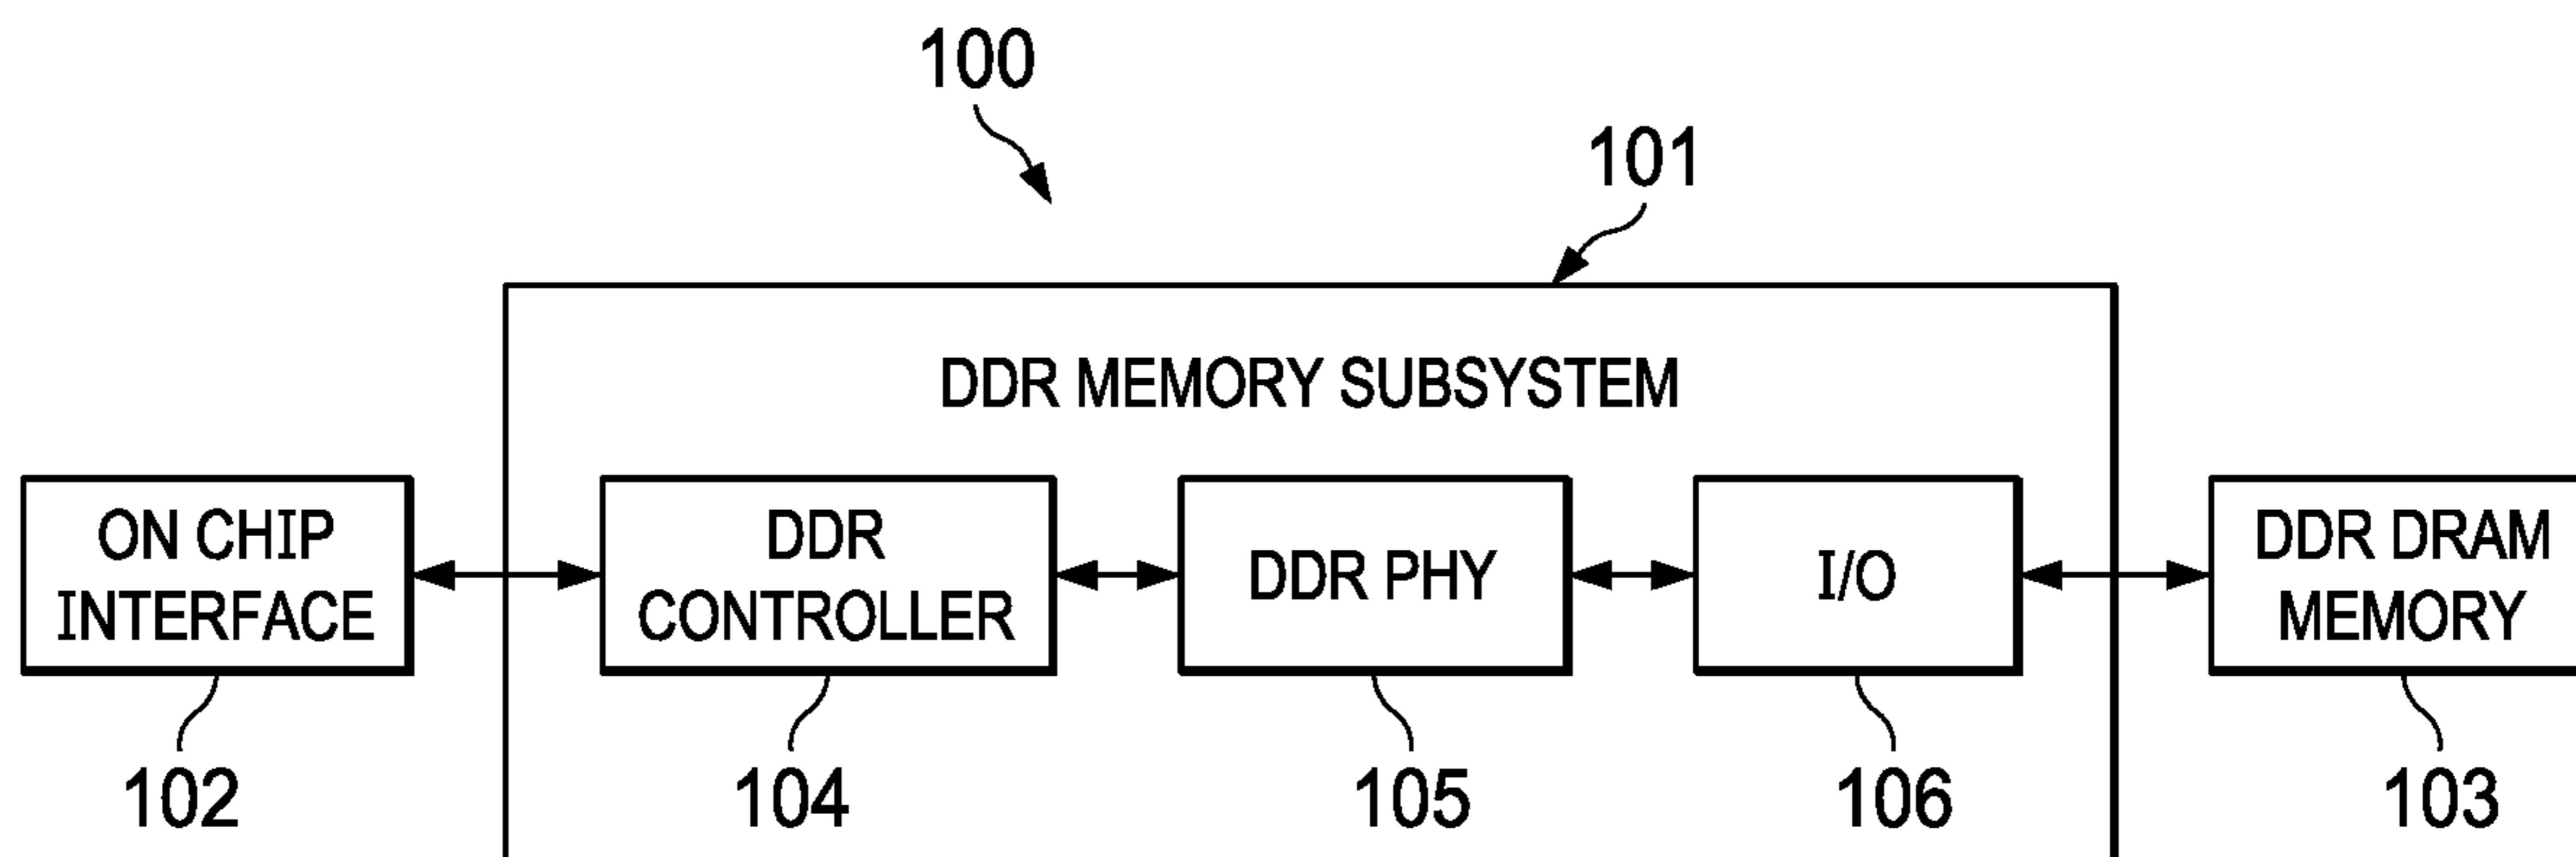 100
101
DDR MEMORY SUBSYSTEM
ON CHIP
INTERFACE
DDR
CONTROLLER
DDR PHY
I/O
DDR DRAM
MEMORY
102
104
105
106
103